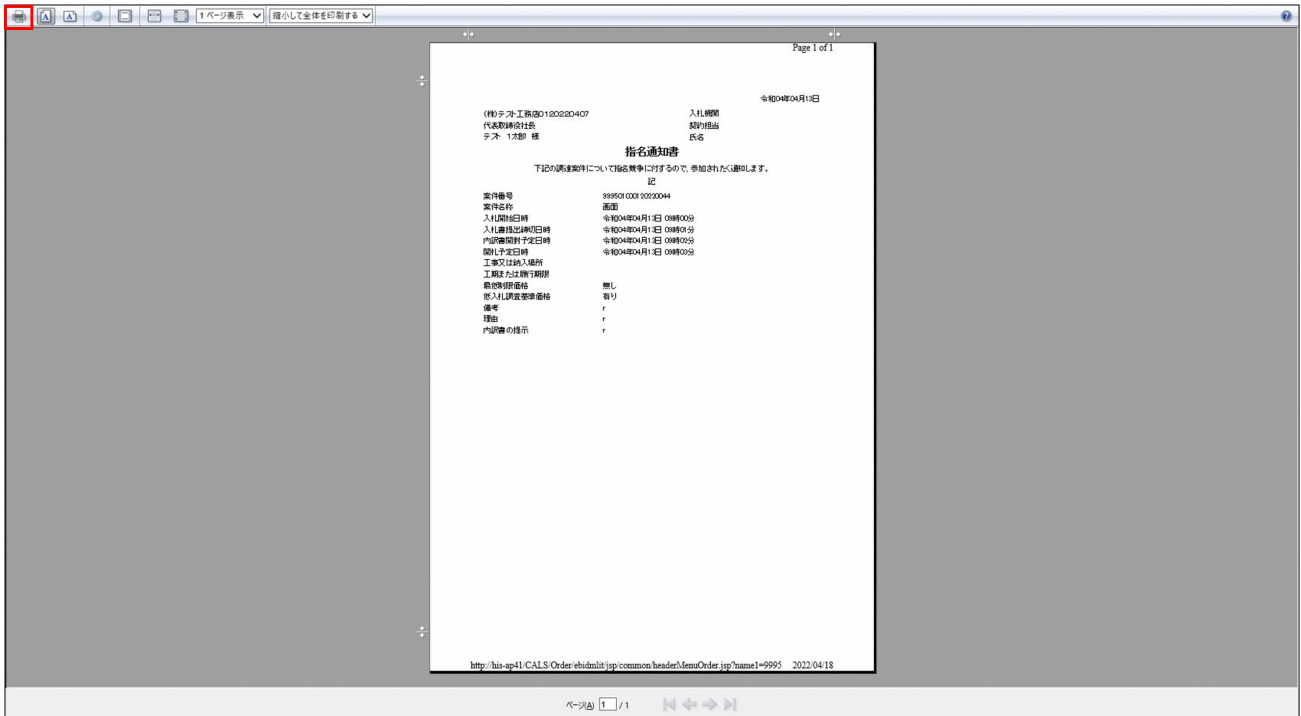 1 ページ表示 縮小して全体を印刷する
Page 1 of 1
令和04年04月13日
(株)テスト工務店0120220407 入札機関
代表取締役社長 契約担当
テスト 1太郎 様 氏名
指名通知書
下記の調達案件について指名競争に付するので、参加されたく通知します。
記
案件番号 999501000120220044
案件名称 画面
入札開始日時 令和04年04月13日 09時00分
入札書提出締切日時 令和04年04月13日 09時01分
内訳書開封予定日時 令和04年04月13日 09時02分
開札予定日時 令和04年04月13日 09時03分
工事又は納入場所
工期または履行期限
最低制限価格 無し
低入札調査基準価格 有り
備考 r
理由 r
内訳書の提示 r
http://his-ap41/CALS/Order/ebidmlit/jsp/common/headerMenuOrder.jsp?name1=9995 2022/04/18
ページ(A) 1 / 1